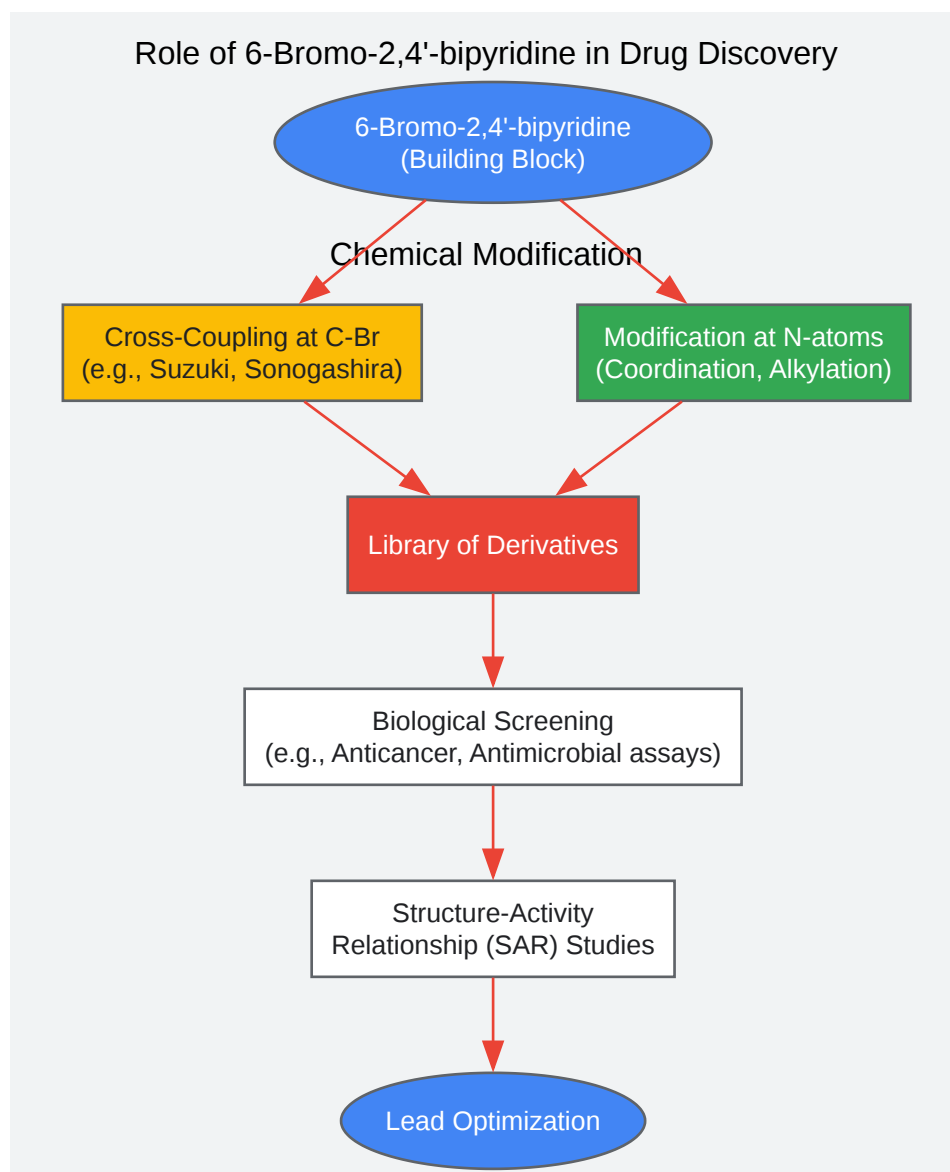 Role of 6-Bromo-2,4'-bipyridine in Drug Discovery
6-Bromo-2,4'-bipyridine
(Building Block)
Chemical Modification
Cross-Coupling at C-Br
(e.g., Suzuki, Sonogashira)
Modification at N-atoms
(Coordination, Alkylation)
Library of Derivatives
Biological Screening
(e.g., Anticancer, Antimicrobial assays)
Structure-Activity
Relationship (SAR) Studies
Lead Optimization